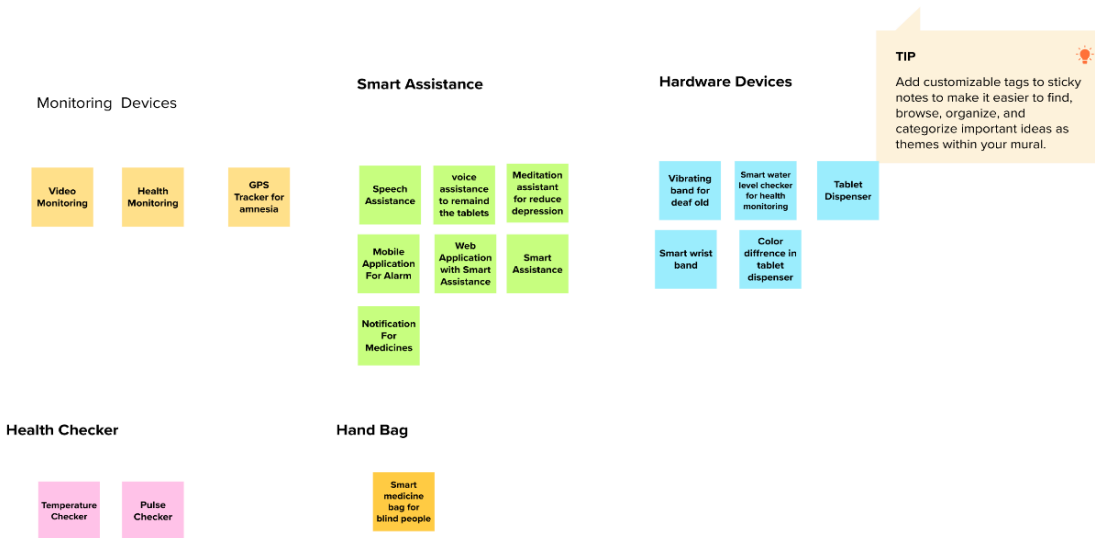 Monitoring Devices
Video
Monitoring
Health
Monitoring
GPS
Tracker for
amnesia
Smart Assistance
Speech
Assistance
voice
assistance
to remaind
the tablets
Meditation
assistant
for reduce
depression
Mobile
Application
For Alarm
Web
Application
with Smart
Assistance
Smart
Assistance
Notification
For
Medicines
Hardware Devices
Vibrating
band for
deaf old
Smart water
level checker
for health
monitoring
Tablet
Dispenser
Smart wrist
band
Color
diffrence in
tablet
dispenser
TIP
Add customizable tags to sticky
notes to make it easier to find,
browse, organize, and
categorize important ideas as
themes within your mural.
Health Checker
Temperature
Checker
Pulse
Checker
Hand Bag
Smart
medicine
bag for
blind people